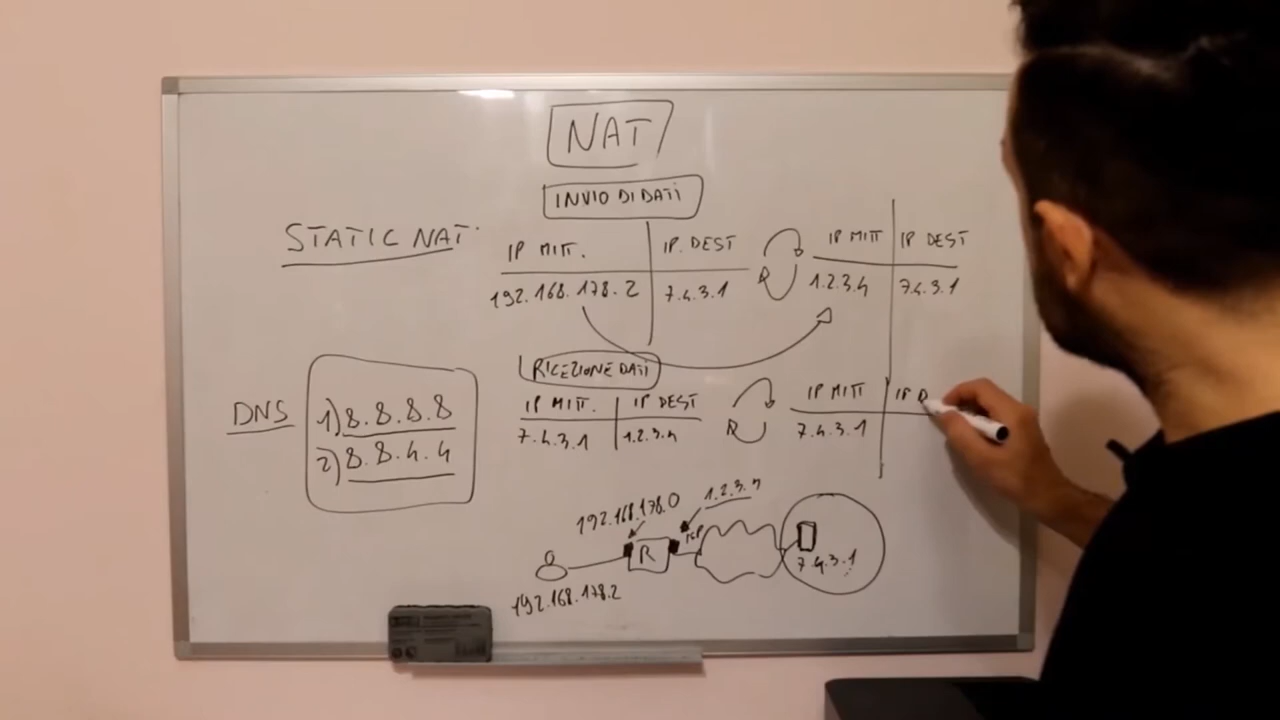 NAT
INVIO DI DATI
STATIC NAT
IP MITT. IP. DEST
192.168.178.2 7.4.3.1
IP MITT IP DEST
1.2.3.4 7.4.3.1
RICEZIONE DATI
IP MITT. IP DEST
7.4.3.1 1.2.3.4
R
IP MITT IP D
7.4.3.1
DNS
1) 8.8.8.8
2) 8.8.4.4
192.168.178.0
1.2.3.4
R
ISP
7.4.3.1
192.168.178.2